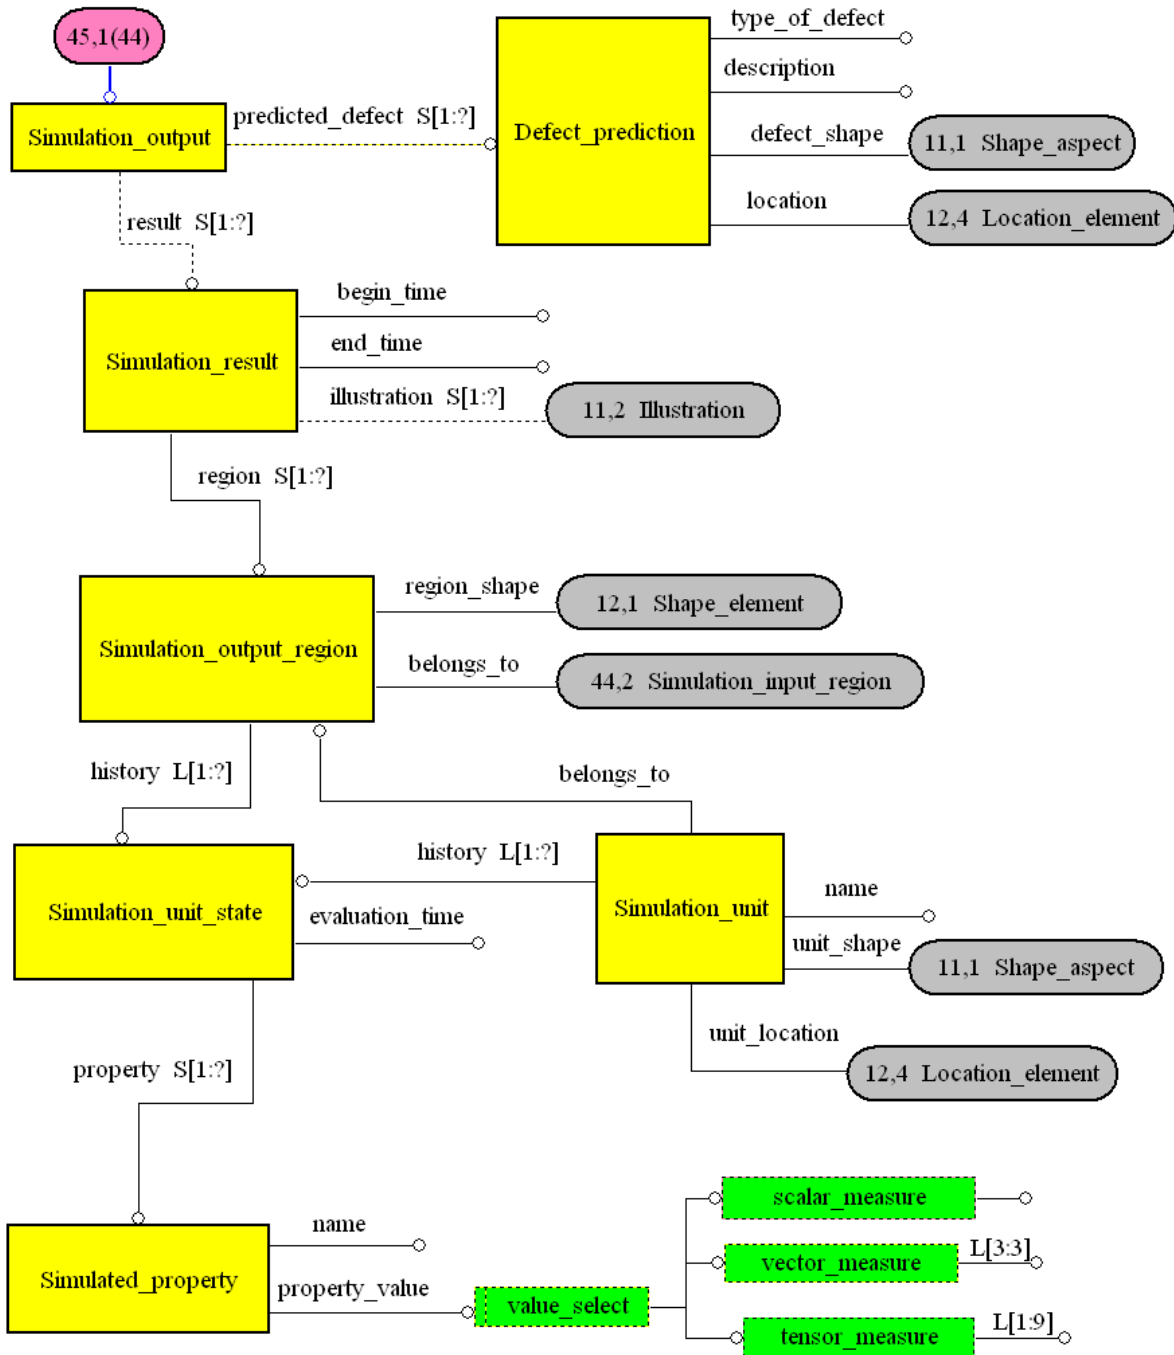 45,1(44)
type_of_defect
description
predicted_defect S[1:?]
Simulation_output
Defect_prediction
defect_shape
11,1 Shape_aspect
location
12,4 Location_element
result S[1:?]
begin_time
end_time
Simulation_result
illustration S[1:?]
11,2 Illustration
region S[1:?]
region_shape
12,1 Shape_element
Simulation_output_region
belongs_to
44,2 Simulation_input_region
history L[1:?]
belongs_to
history L[1:?]
Simulation_unit_state
evaluation_time
Simulation_unit
name
unit_shape
11,1 Shape_aspect
unit_location
12,4 Location_element
property S[1:?]
scalar_measure
name
vector_measure
L[3:3]
Simulated_property
property_value
value_select
tensor_measure
L[1:9]